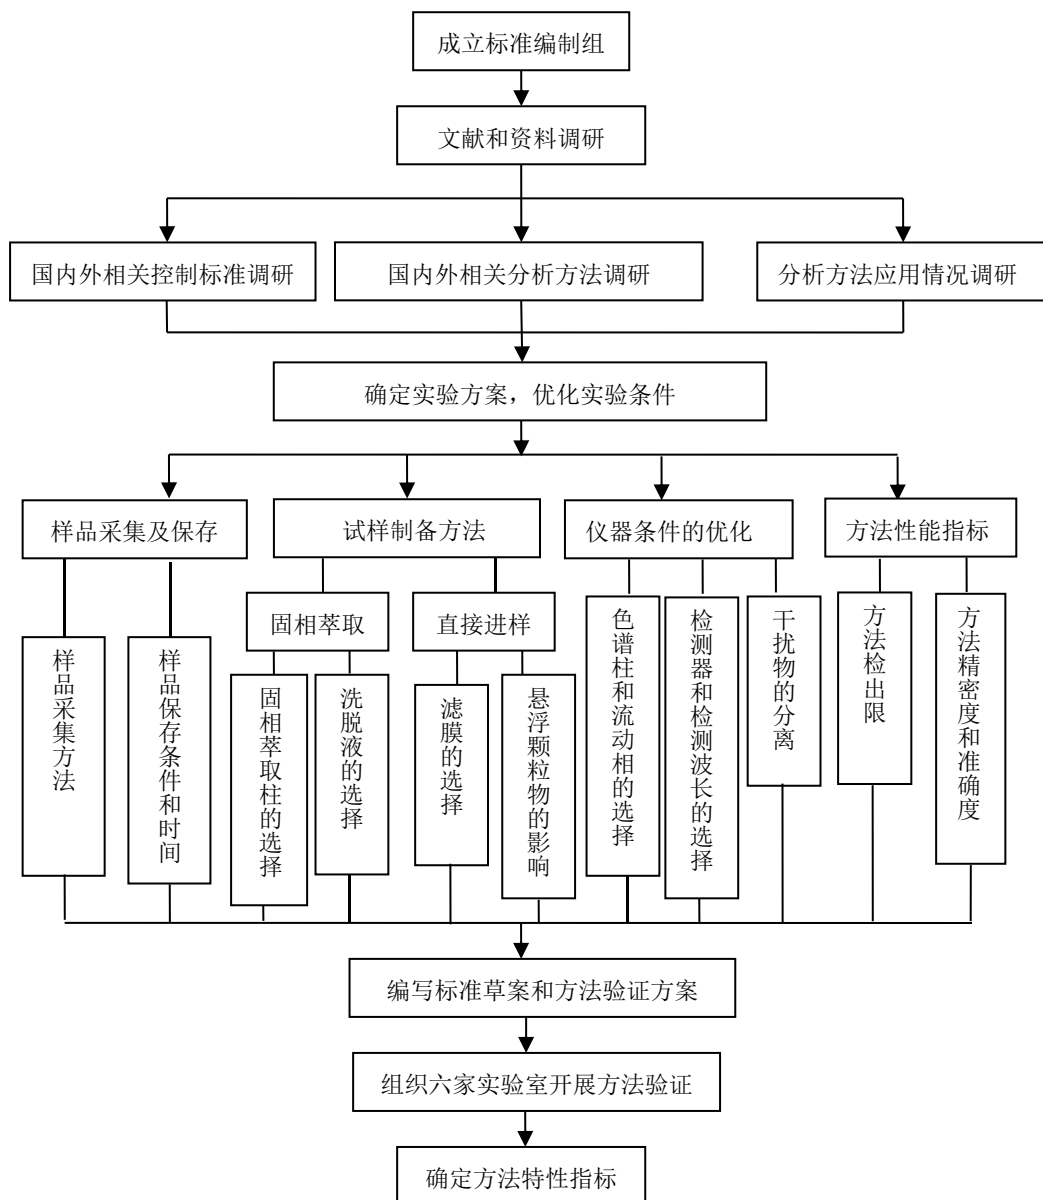 成立标准编制组
文献和资料调研
国内外相关控制标准调研
国内外相关分析方法调研
分析方法应用情况调研
确定实验方案，优化实验条件
样品采集及保存
试样制备方法
仪器条件的优化
方法性能指标
固相萃取
直接进样
样品采集方法
样品保存条件和时间
固相萃取柱的选择
洗脱液的选择
滤膜的选择
悬浮颗粒物的影响
色谱柱和流动相的选择
检测器和检测波长的选择
干扰物的分离
方法检出限
方法精密度和准确度
编写标准草案和方法验证方案
组织六家实验室开展方法验证
确定方法特性指标